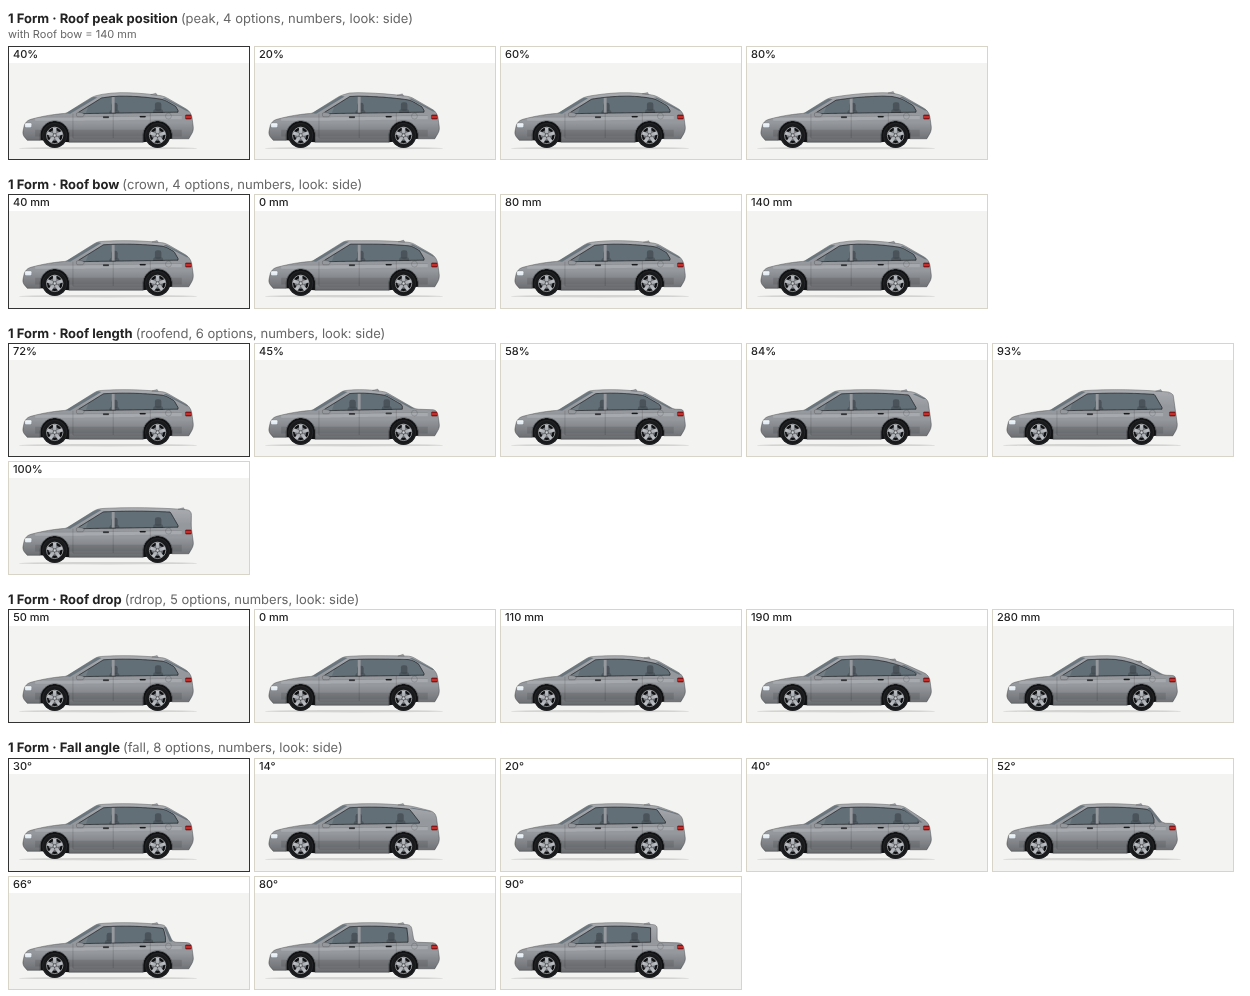 1 Form · Roof peak position (peak, 4 options, numbers, look: side)
with Roof bow = 140 mm
40% 20% 60% 80%
1 Form · Roof bow (crown, 4 options, numbers, look: side)
40 mm 0 mm 80 mm 140 mm
1 Form · Roof length (roofend, 6 options, numbers, look: side)
72% 45% 58% 84% 93%
100%
1 Form · Roof drop (rdrop, 5 options, numbers, look: side)
50 mm 0 mm 110 mm 190 mm 280 mm
1 Form · Fall angle (fall, 8 options, numbers, look: side)
30° 14° 20° 40° 52°
66° 80° 90°